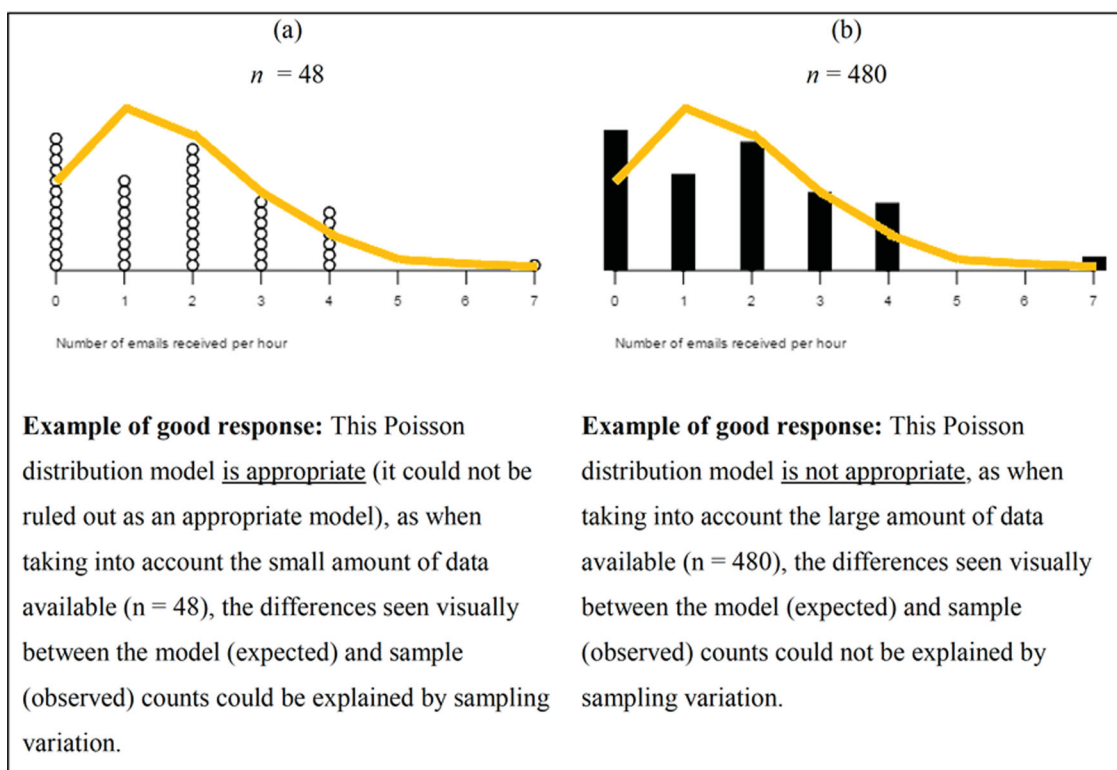 (a)
n = 48
0 1 2 3 4 5 6 7
Number of emails received per hour
Example of good response: This Poisson
distribution model is appropriate (it could not be
ruled out as an appropriate model), as when
taking into account the small amount of data
available (n = 48), the differences seen visually
between the model (expected) and sample
(observed) counts could be explained by sampling
variation.
(b)
n = 480
0 1 2 3 4 5 6 7
Number of emails received per hour
Example of good response: This Poisson
distribution model is not appropriate, as when
taking into account the large amount of data
available (n = 480), the differences seen visually
between the model (expected) and sample
(observed) counts could not be explained by
sampling variation.